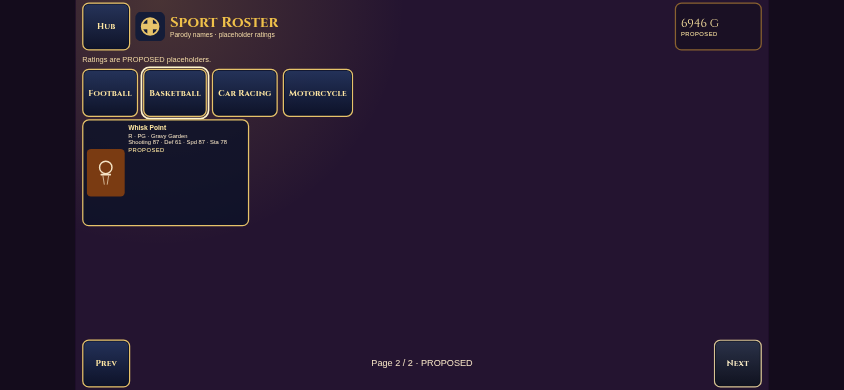 Hub
Sport Roster
Parody names · placeholder ratings
6946 G
PROPOSED
Ratings are PROPOSED placeholders.
Football
Basketball
Car Racing
Motorcycle
Whisk Point
R · PG · Gravy Garden
Shooting 87 · Def 61 · Spd 87 · Sta 78
PROPOSED
Prev
Page 2 / 2 · PROPOSED
Next